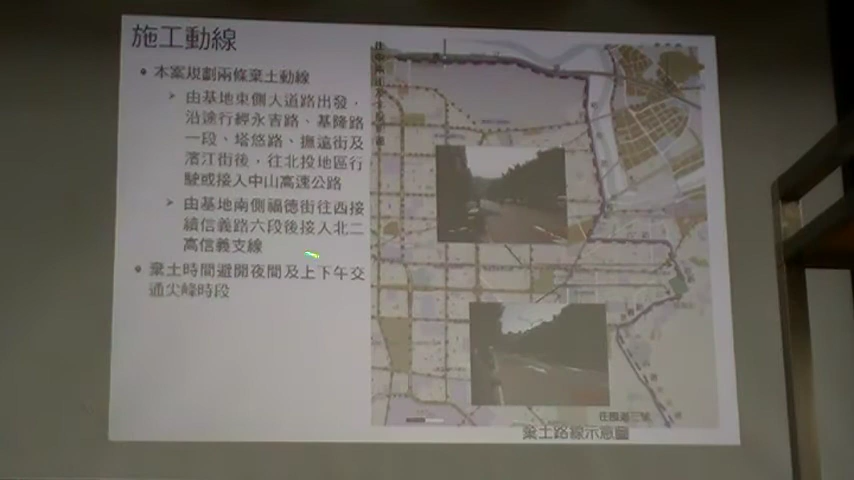 施工動線
• 本案規劃兩條棄土動線
➤ 由基地東側大道路出發，
沿途行經永吉路、基隆路
一段、塔悠路、撫遠街及
濱江街後，往北投地區行
駛或接入中山高速公路
➤ 由基地南側福德街往西接
續信義路六段後接入北二
高信義支線
• 棄土時間避開夜間及上下午交
通尖峰時段
往國道三號
棄土路線示意圖